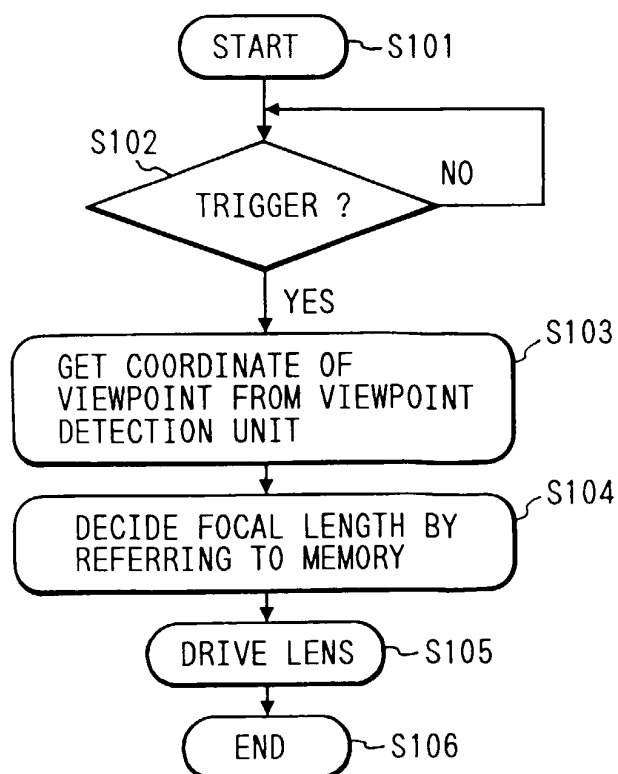 START
S101
S102
TRIGGER ?
NO
YES
S103
GET COORDINATE OF
VIEWPOINT FROM VIEWPOINT
DETECTION UNIT
S104
DECIDE FOCAL LENGTH BY
REFERRING TO MEMORY
DRIVE LENS
S105
END
S106